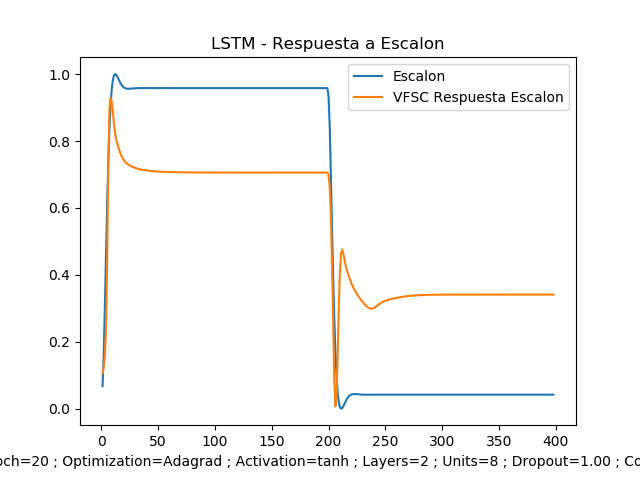 LSTM - Respuesta a Escalon
Escalon
VFSC Respuesta Escalon
1.0
0.8
0.6
0.4
0.2
0.0
0 50 100 150 200 250 300 350 400
=20 ; Optimization=Adagrad ; Activation=tanh ; Layers=2 ; Units=8 ; Dropout=1.00 ;